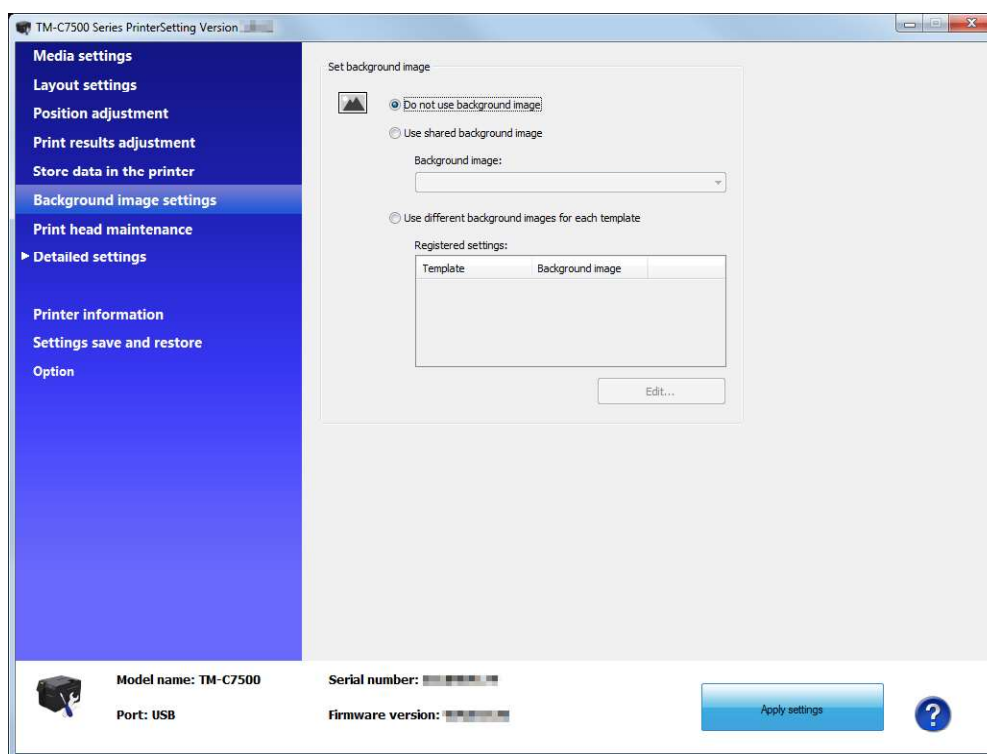 TM-C7500 Series PrinterSetting Version
Media settings
Layout settings
Position adjustment
Print results adjustment
Store data in the printer
Background image settings
Print head maintenance
Detailed settings
Printer information
Settings save and restore
Option
Set background image
Do not use background image
Use shared background image
Background image:
Use different background images for each template
Registered settings:
Template Background image
Edit...
Model name: TM-C7500
Serial number:
Port: USB
Firmware version:
Apply settings
?